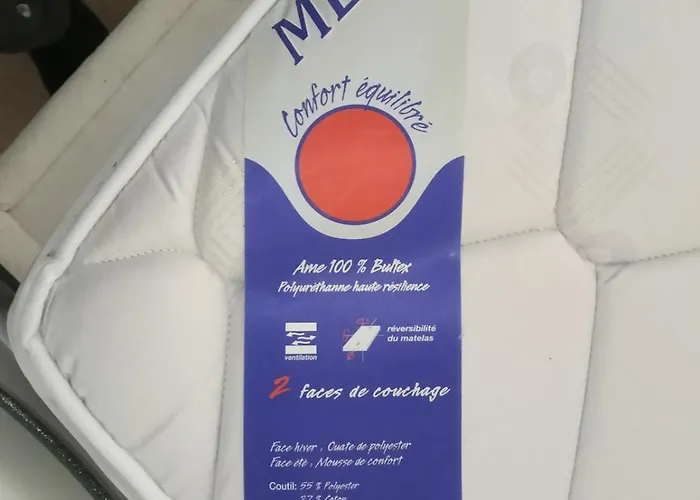 Confort équilibré
Ame 100 % Bultex
Polyuréthanne haute résilience
ventilation
réversibilité
du matelas
2 faces de couchage
Face hiver : Ouate de polyester
Face été : Mousse de confort
Coutil: 55 % Polyester